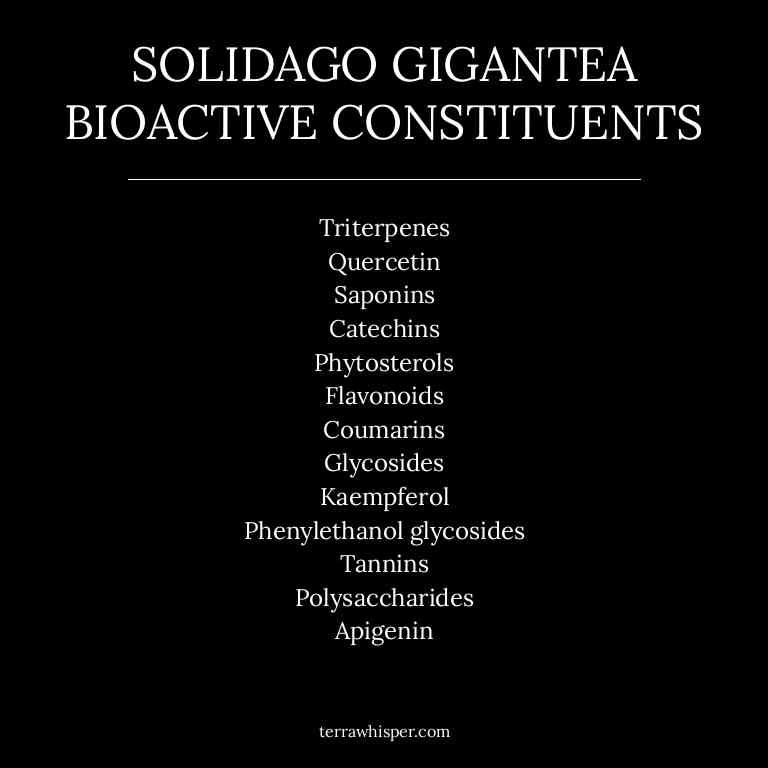 SOLIDAGO GIGANTEA
BIOACTIVE CONSTITUENTS
Triterpenes
Quercetin
Saponins
Catechins
Phytosterols
Flavonoids
Coumarins
Glycosides
Kaempferol
Phenylethanol glycosides
Tannins
Polysaccharides
Apigenin
terrawhisper.com